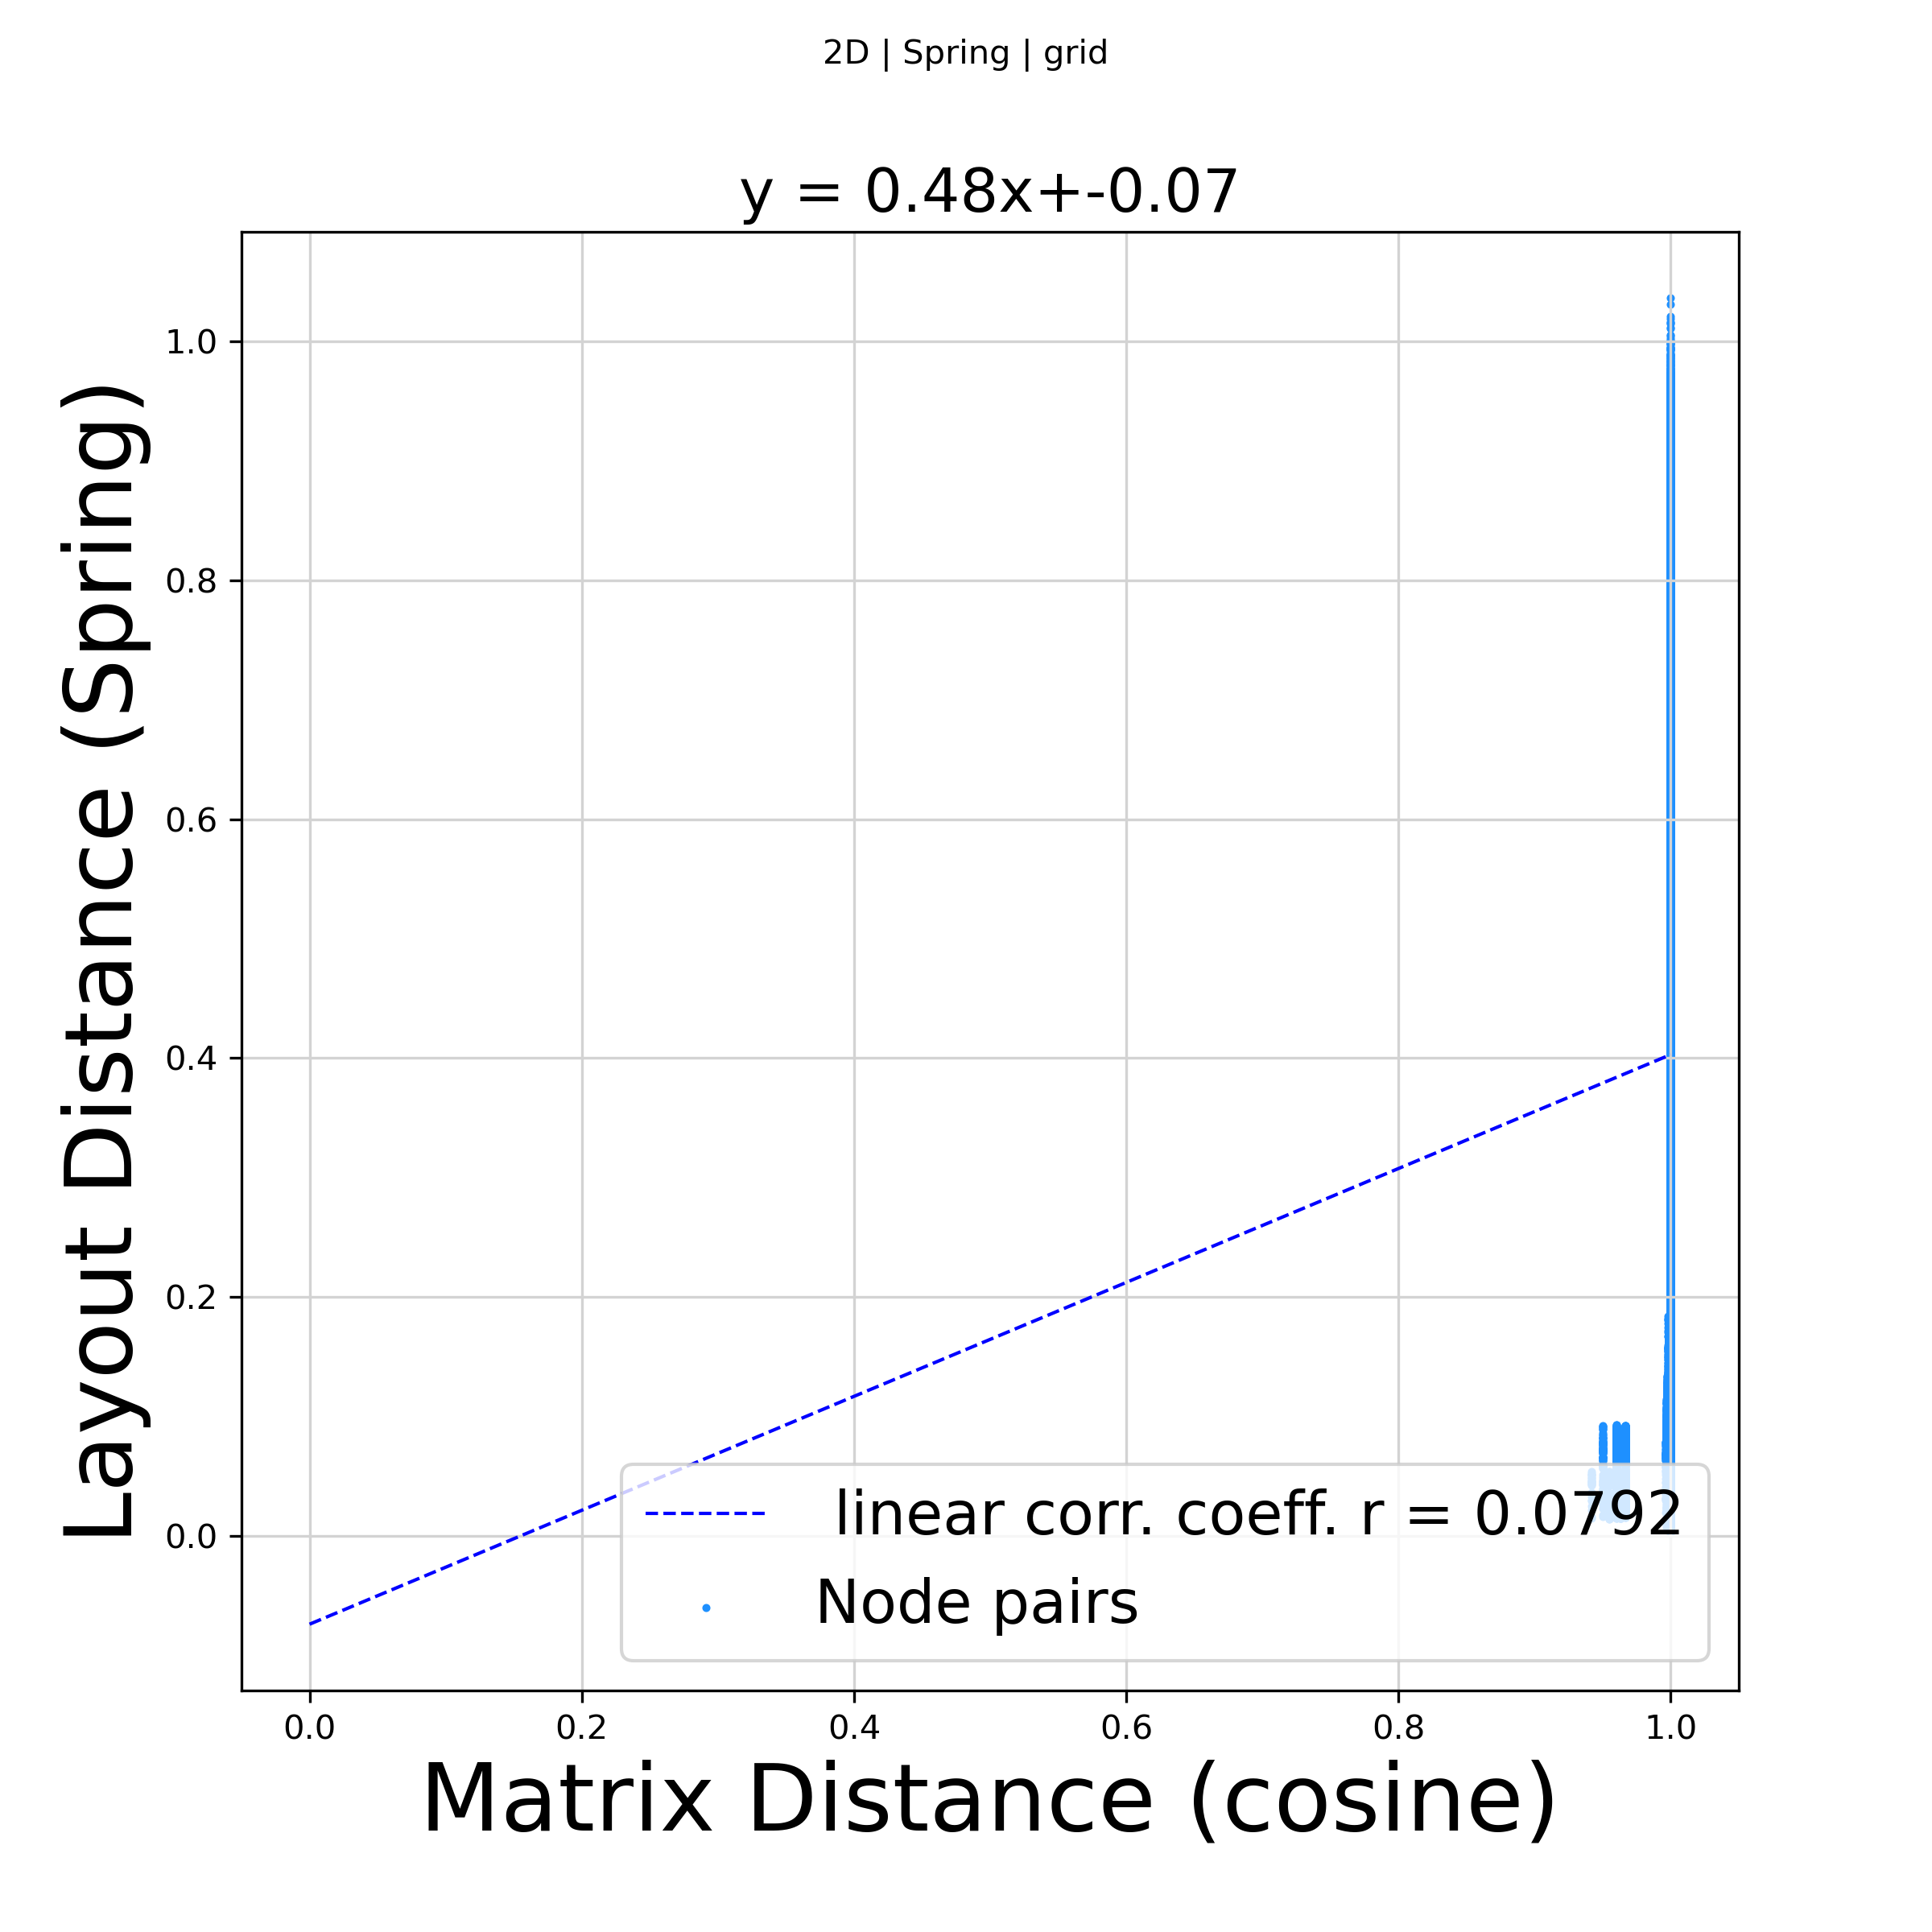 2D | Spring | grid
y = 0.48x+-0.07
Layout Distance (Spring)
1.0
0.8
0.6
0.4
0.2
0.0
linear corr. coeff. r = 0.0792
Node pairs
0.0 0.2 0.4 0.6 0.8 1.0
Matrix Distance (cosine)